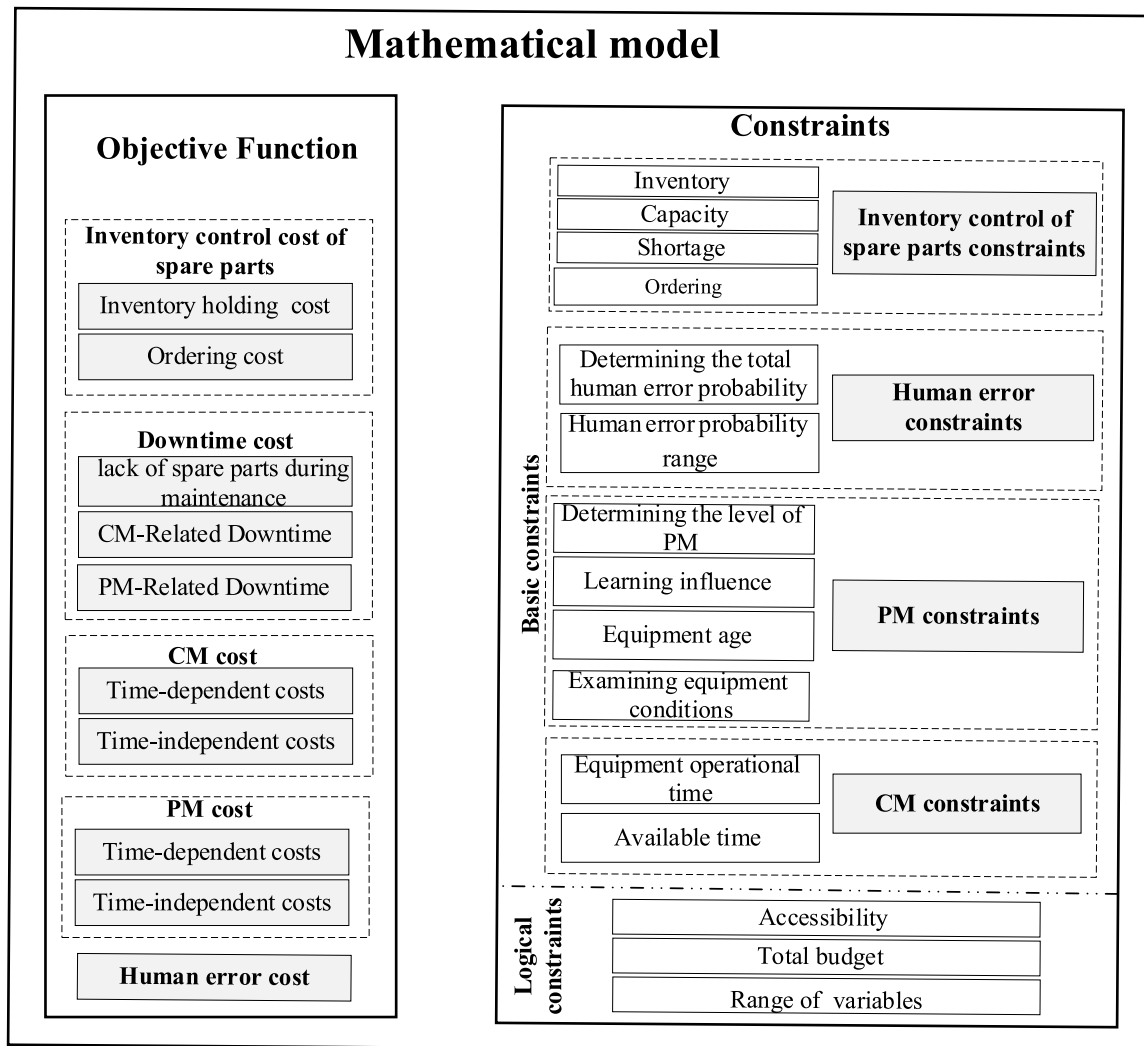 Mathematical model
Objective Function
Inventory control cost of
spare parts
Inventory holding cost
Ordering cost
Downtime cost
lack of spare parts during
maintenance
CM-Related Downtime
PM-Related Downtime
CM cost
Time-dependent costs
Time-independent costs
PM cost
Time-dependent costs
Time-independent costs
Human error cost
Constraints
Basic constraints
Inventory
Capacity
Shortage
Ordering
Inventory control of
spare parts constraints
Determining the total
human error probability
Human error probability
range
Human error
constraints
Determining the level of
PM
Learning influence
Equipment age
Examining equipment
conditions
PM constraints
Equipment operational
time
Available time
CM constraints
Logical
constraints
Accessibility
Total budget
Range of variables